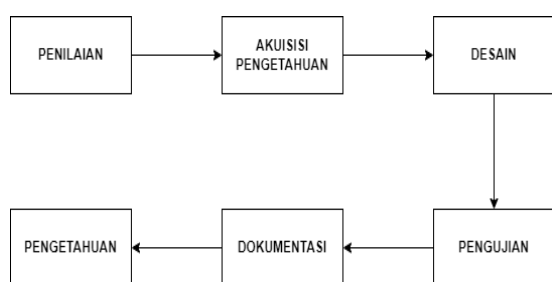 PENILAIAN
AKUISISI
PENGETAHUAN
DESAIN
PENGETAHUAN
DOKUMENTASI
PENGUJIAN